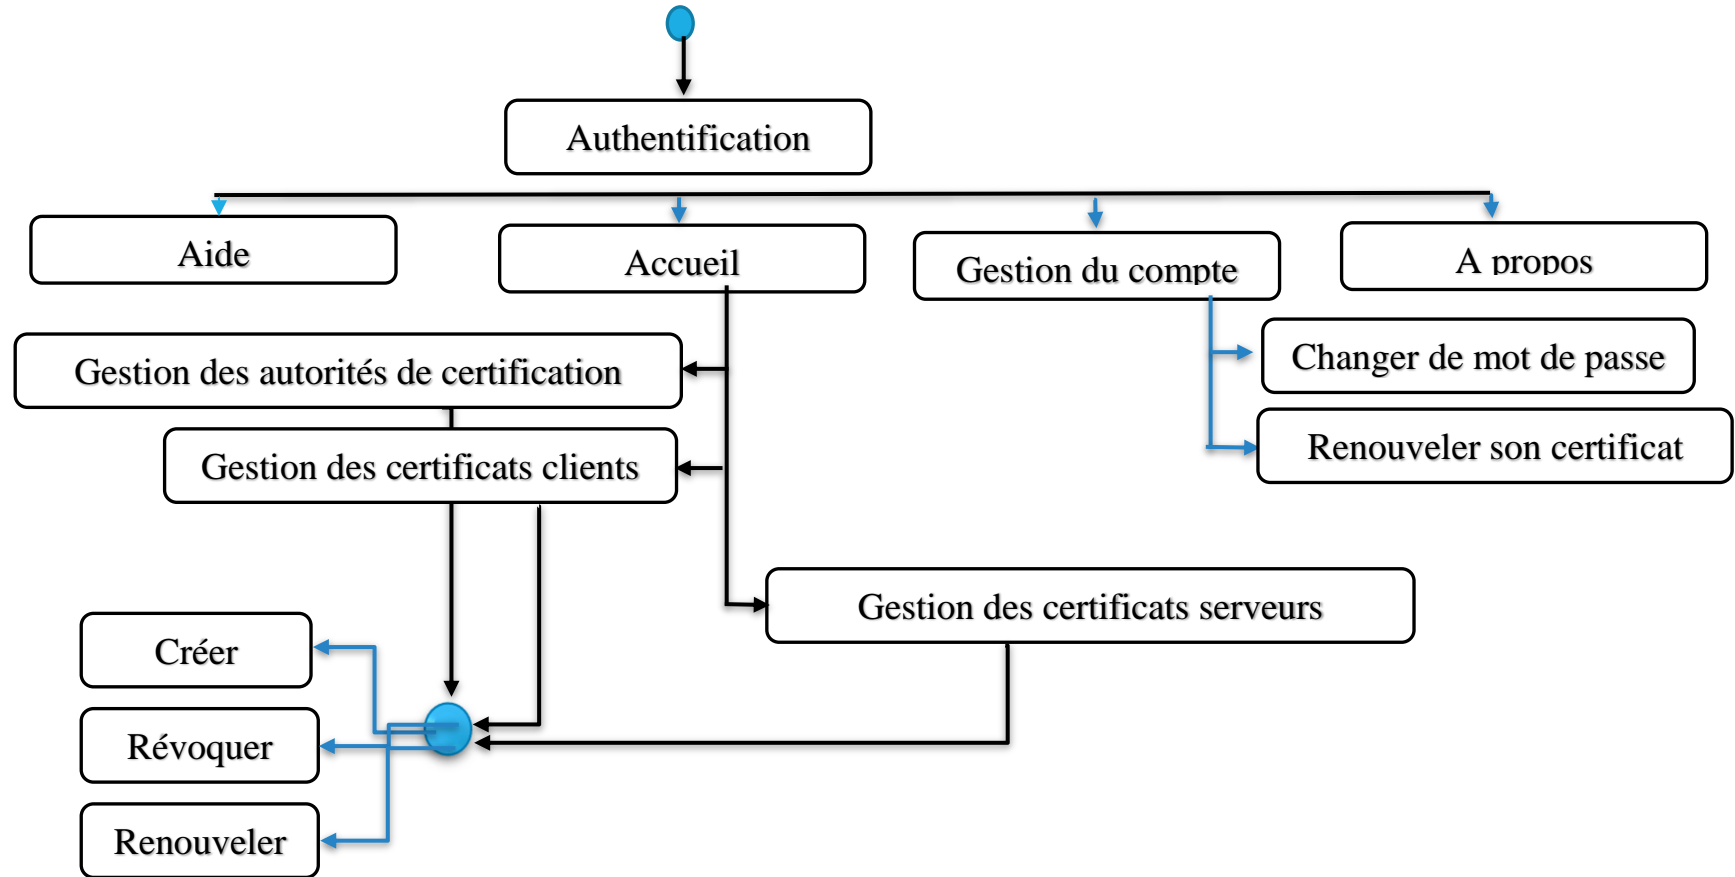 Authentification
Aide
Accueil
Gestion du compte
A propos
Gestion des autorités de certification
Changer de mot de passe
Gestion des certificats clients
Renouveler son certificat
Gestion des certificats serveurs
Créer
Révoquer
Renouveler